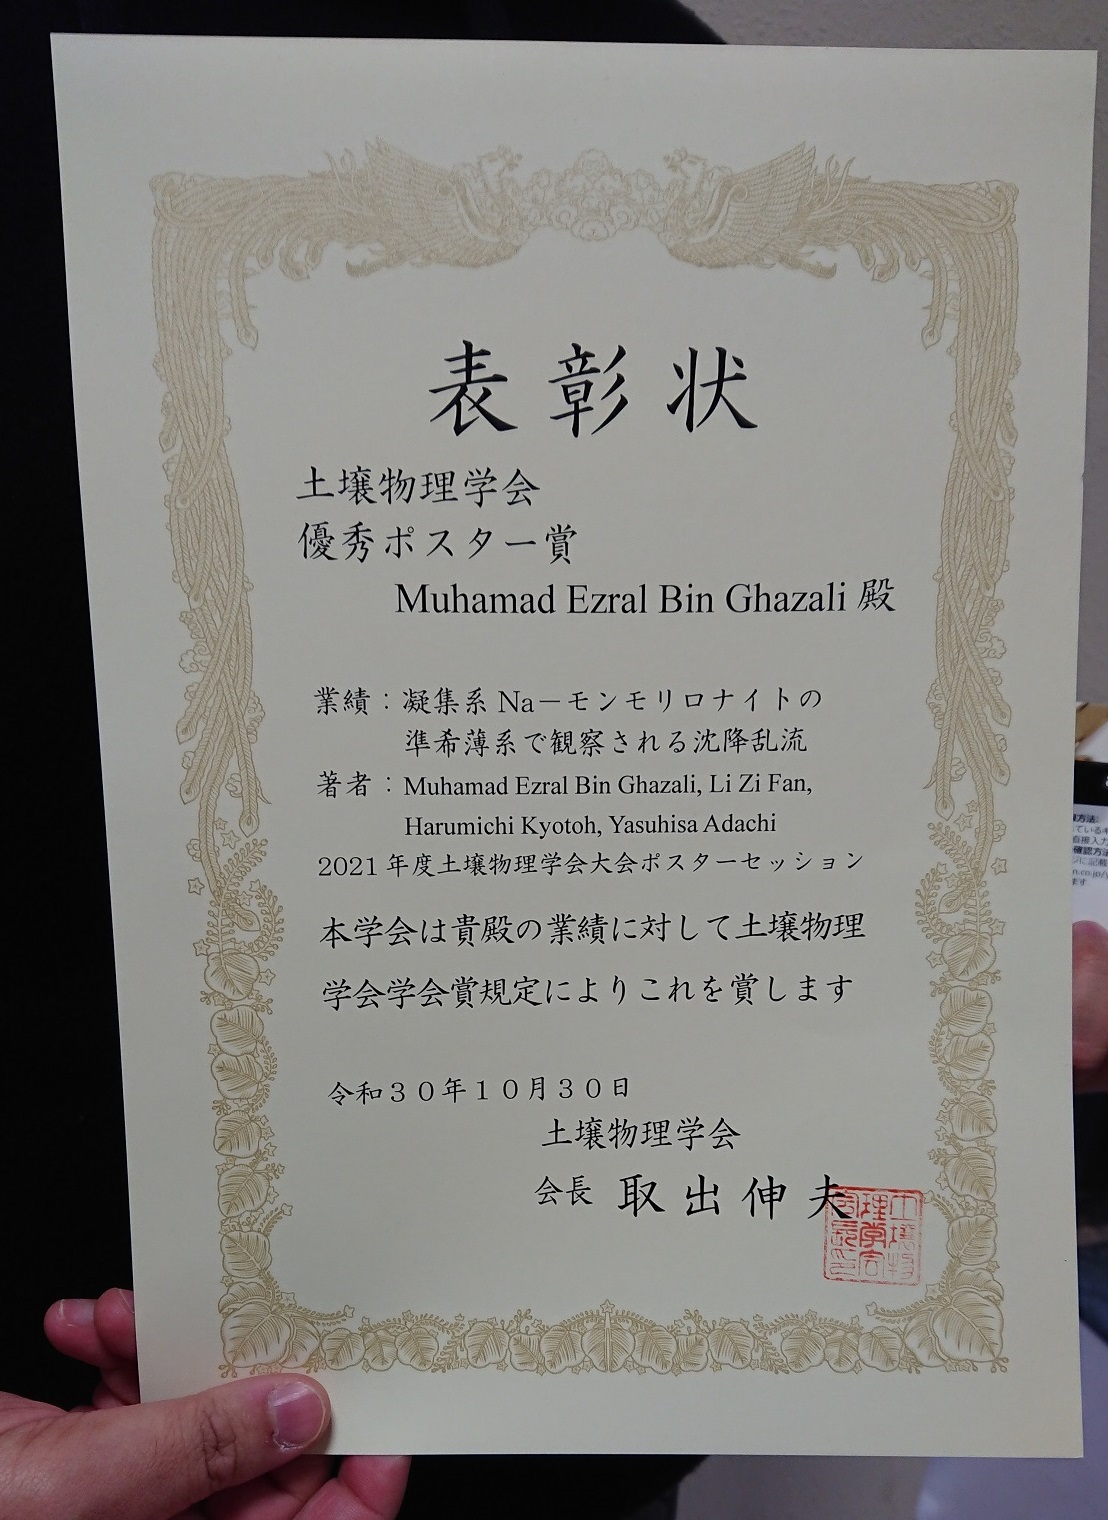 表彰状
土壌物理学会
優秀ポスター賞
Muhamad Ezral Bin Ghazali 殿
業績：凝集系 Na－モンモリロナイトの
準希薄系で観察される沈降乱流
著者：Muhamad Ezral Bin Ghazali, Li Zi Fan,
Harumichi Kyotoh, Yasuhisa Adachi
2021 年度土壌物理学会大会ポスターセッション
本学会は貴殿の業績に対して土壌物理
学会学会賞規定によりこれを賞します
令和３０年１０月３０日
土壌物理学会
会長 取出伸夫